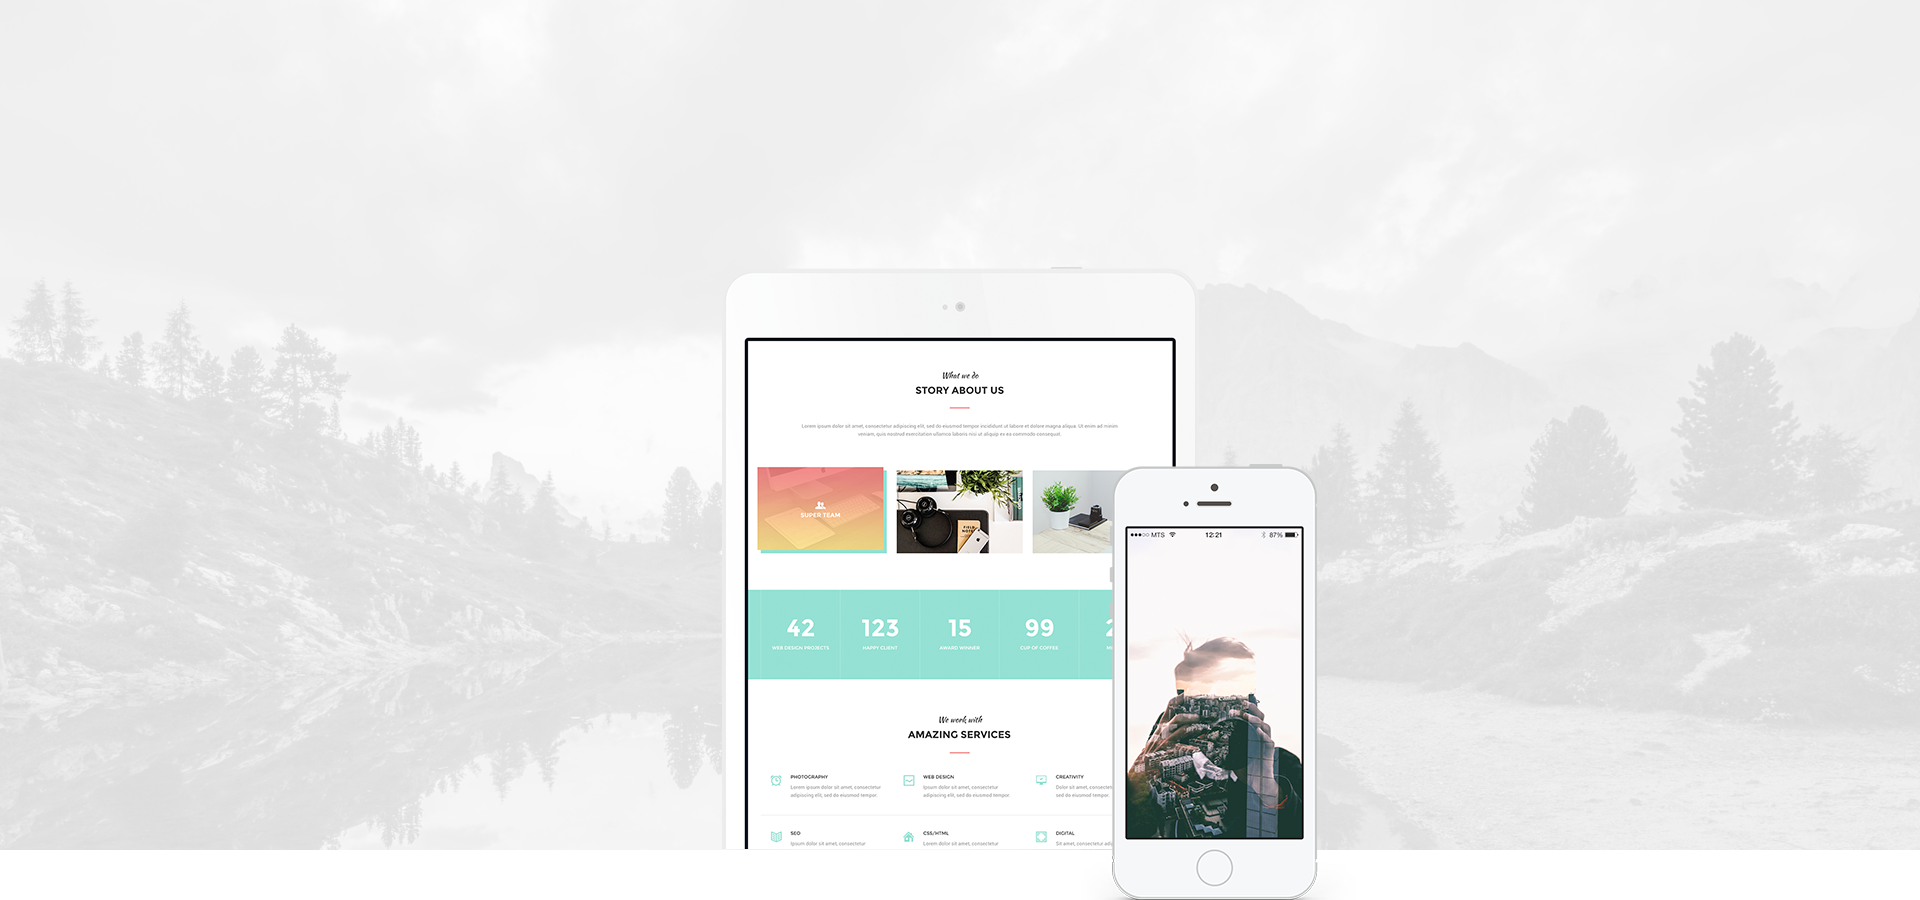 What we do
STORY ABOUT US
Lorem ipsum dolor sit amet, consectetur adipiscing elit, sed do eiusmod tempor incididunt ut labore et dolore magna aliqua. Ut enim ad minim
veniam, quis nostrud exercitation ullamco laboris nisi ut aliquip ex ea commodo consequat.
SUPER TEAM
FIELD NOTES
42
WEB DESIGN PROJECTS
123
HAPPY CLIENT
15
AWARD WINNER
99
CUP OF COFFEE
MTS
12:21
87%
We work with
AMAZING SERVICES
PHOTOGRAPHY
Lorem ipsum dolor sit amet, consectetur
adipiscing elit, sed do eiusmod tempor.
WEB DESIGN
Ipsum dolor sit amet, consectetur
adipiscing elit, sed do eiusmod tempor.
CREATIVITY
Dolor sit amet,
sed do eiusmod tempor.
SEO
Ipsum dolor sit amet, consectetur
CSS/HTML
Lorem dolor sit amet, consectetur
DIGITAL
Sit amet, consectetur